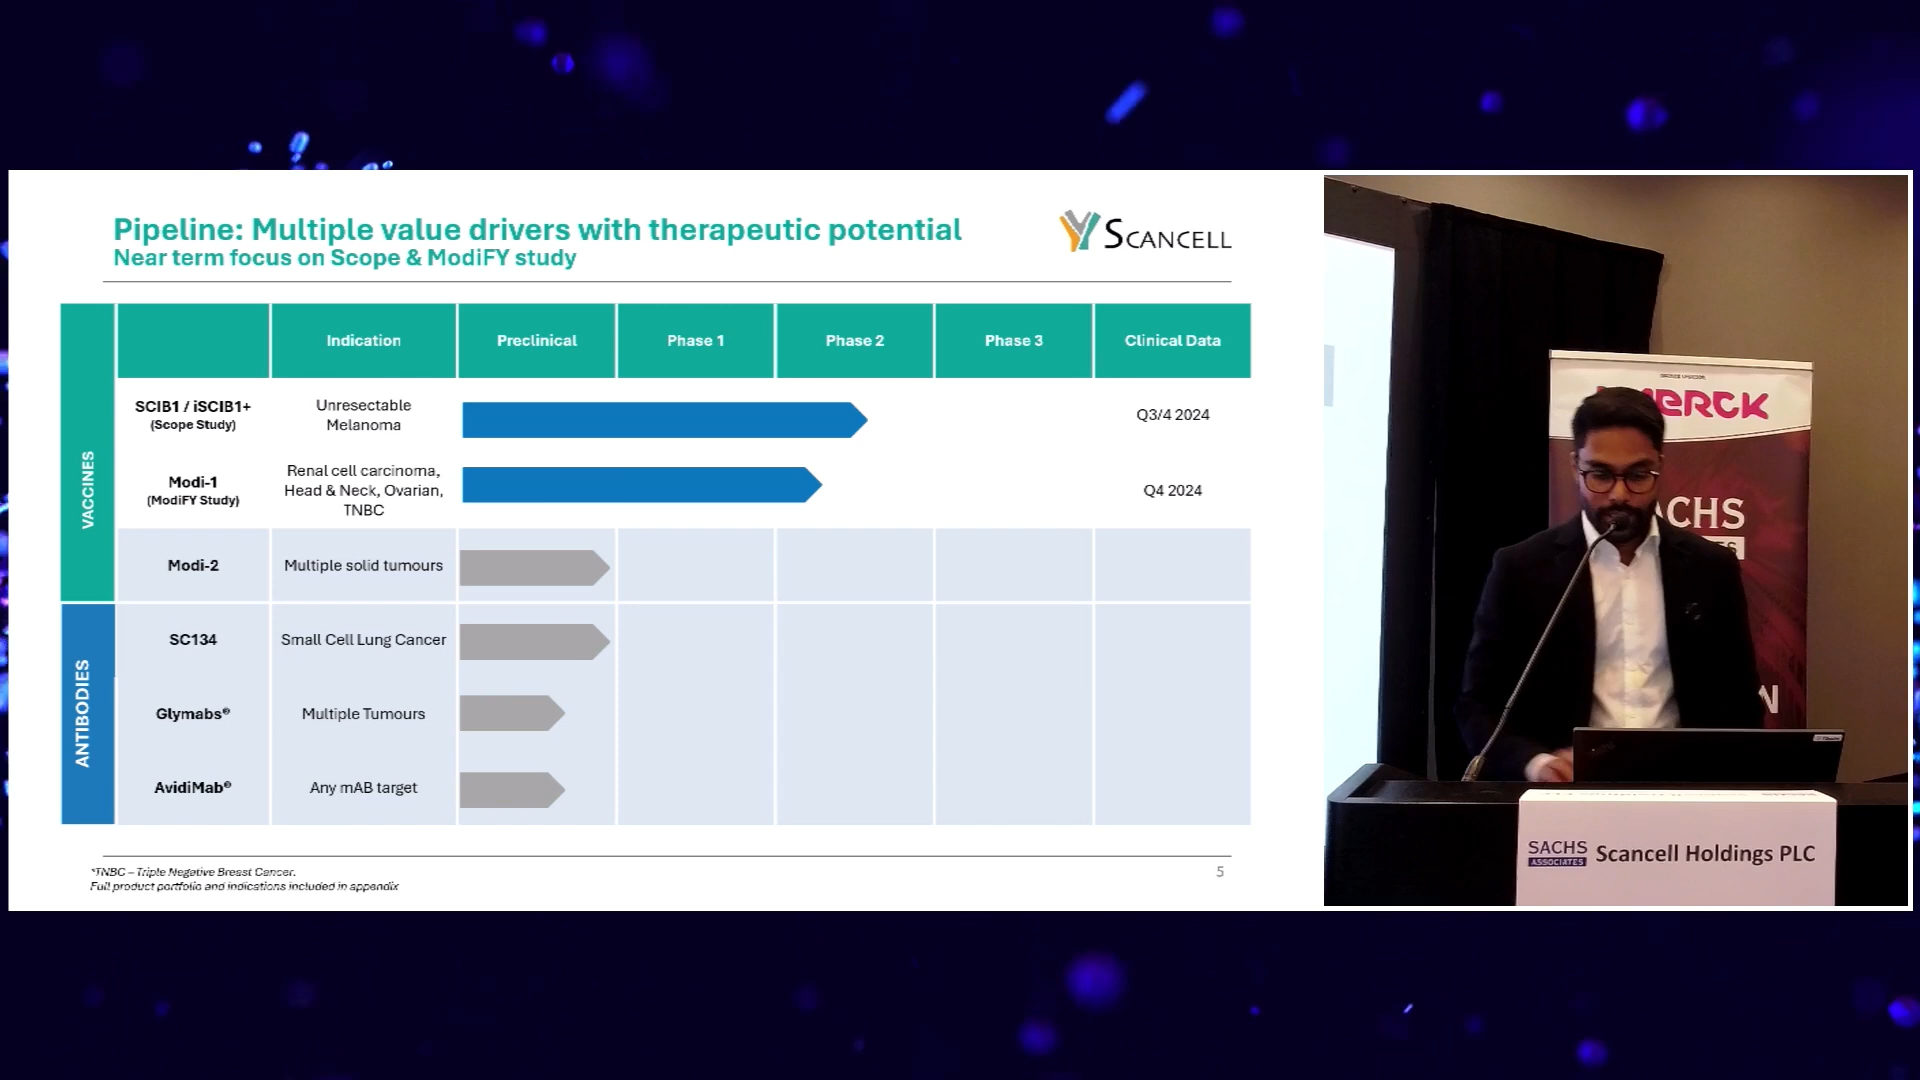 Pipeline: Multiple value drivers with therapeutic potential
Near term focus on Scope & ModiFY study
SCANCELL
Indication
Preclinical
Phase 1
Phase 2
Phase 3
Clinical Data
VACCINES
SCIB1 / iSCIB1+
(Scope Study)
Unresectable
Melanoma
Q3/4 2024
Modi-1
(ModiFY Study)
Renal cell carcinoma,
Head & Neck, Ovarian,
TNBC
Q4 2024
Modi-2
Multiple solid tumours
ANTIBODIES
SC134
Small Cell Lung Cancer
Glymabs®
Multiple Tumours
AvidiMab®
Any mAB target
*TNBC – Triple Negative Breast Cancer.
Full product portfolio and indications included in appendix
5
MERCK
SACHS
ASSOCIATES
Scancell Holdings PLC